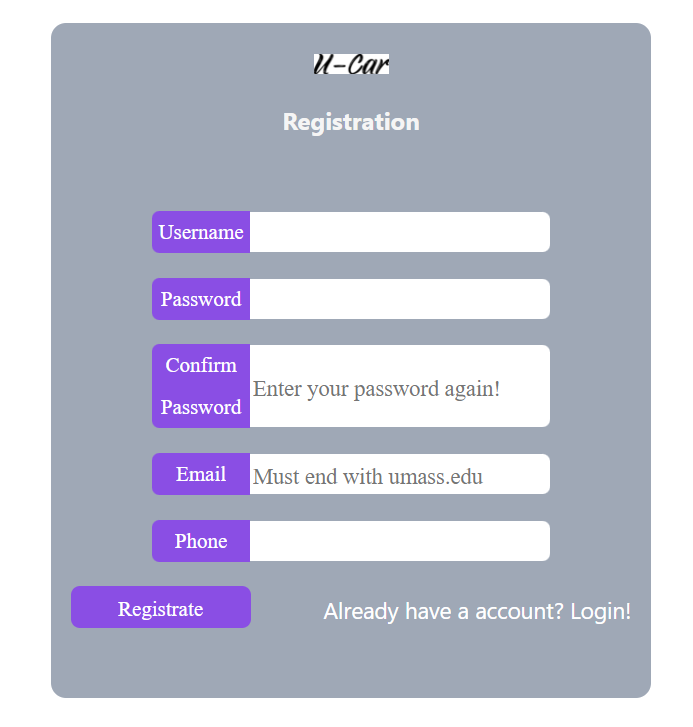 U-Car
Registration
Username
Password
Confirm
Password
Enter your password again!
Email
Must end with umass.edu
Phone
Registrate
Already have a account? Login!